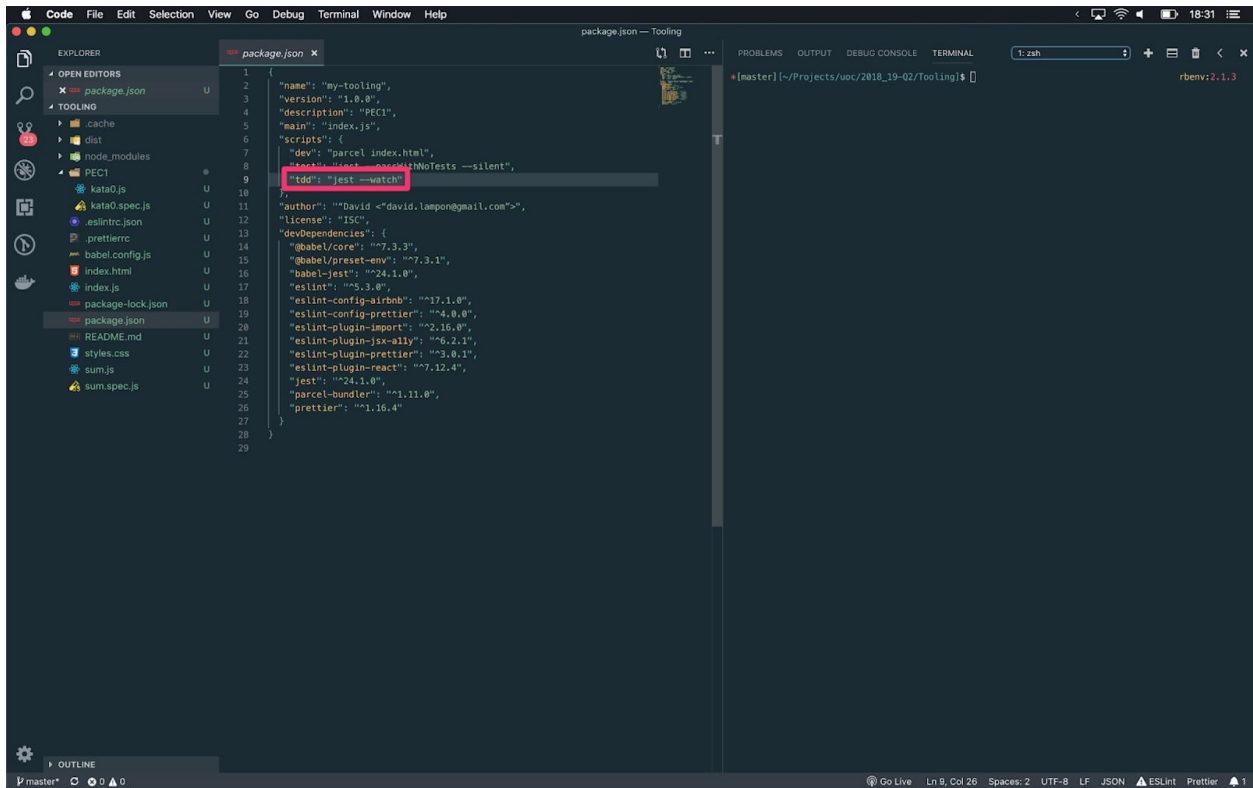 Code File Edit Selection View Go Debug Terminal Window Help 18:31
package.json — Tooling
EXPLORER
OPEN EDITORS
package.json U
TOOLING
.cache
dist
node_modules
PEC1
kata0.js U
kata0.spec.js U
.eslintrc.json U
.prettierrc U
babel.config.js U
index.html U
index.js U
package-lock.json U
package.json U
README.md U
styles.css U
sum.js U
sum.spec.js U
OUTLINE
23
package.json
1 {
2 "name": "my-tooling",
3 "version": "1.0.0",
4 "description": "PEC1",
5 "main": "index.js",
6 "scripts": {
7 "dev": "parcel index.html",
8 "test": "jest --passWithNoTests --silent",
9 "tdd": "jest --watch"
10 },
11 "author": "“David <“david.lampon@gmail.com”>",
12 "license": "ISC",
13 "devDependencies": {
14 "@babel/core": "^7.3.3",
15 "@babel/preset-env": "^7.3.1",
16 "babel-jest": "^24.1.0",
17 "eslint": "^5.3.0",
18 "eslint-config-airbnb": "^17.1.0",
19 "eslint-config-prettier": "^4.0.0",
20 "eslint-plugin-import": "^2.16.0",
21 "eslint-plugin-jsx-a11y": "^6.2.1",
22 "eslint-plugin-prettier": "^3.0.1",
23 "eslint-plugin-react": "^7.12.4",
24 "jest": "^24.1.0",
25 "parcel-bundler": "^1.11.0",
26 "prettier": "^1.16.4"
27 }
28 }
29
PROBLEMS OUTPUT DEBUG CONSOLE TERMINAL 1: zsh
*[master][~/Projects/uoc/2018_19-Q2/Tooling]$ rbenv:2.1.3
master* 0 0 Go Live Ln 9, Col 26 Spaces: 2 UTF-8 LF JSON ESLint Prettier 1